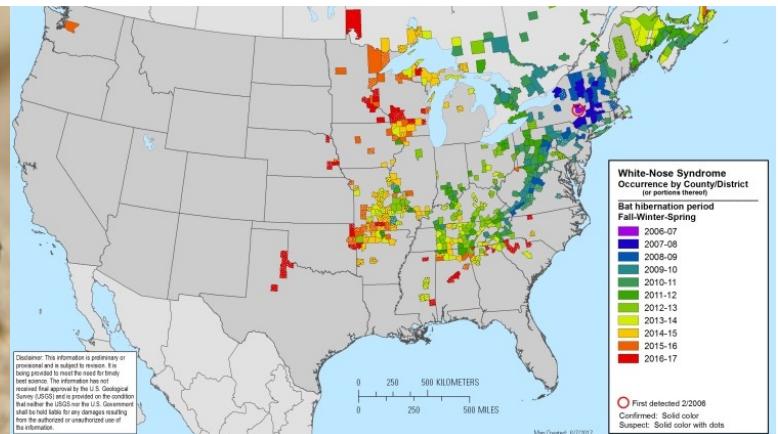 White-Nose Syndrome
Occurrence by County/District
(or portions thereof)
Bat hibernation period
Fall-Winter-Spring
2006-07
2007-08
2008-09
2009-10
2010-11
2011-12
2012-13
2013-14
2014-15
2015-16
2016-17
First detected 2/2006
Confirmed: Solid color
Suspect: Solid color with dots
Disclaimer: This information is preliminary or
provisional and is subject to revision. It is
being provided to meet the need for timely
best science. The information has not
received final approval by the U.S. Geological
Survey (USGS) and is provided on the condition
that neither the USGS nor the U.S. Government
shall be held liable for any damages resulting
from the authorized or unauthorized use of
the information.
0 250 500 KILOMETERS
0 250 500 MILES
Map Created: